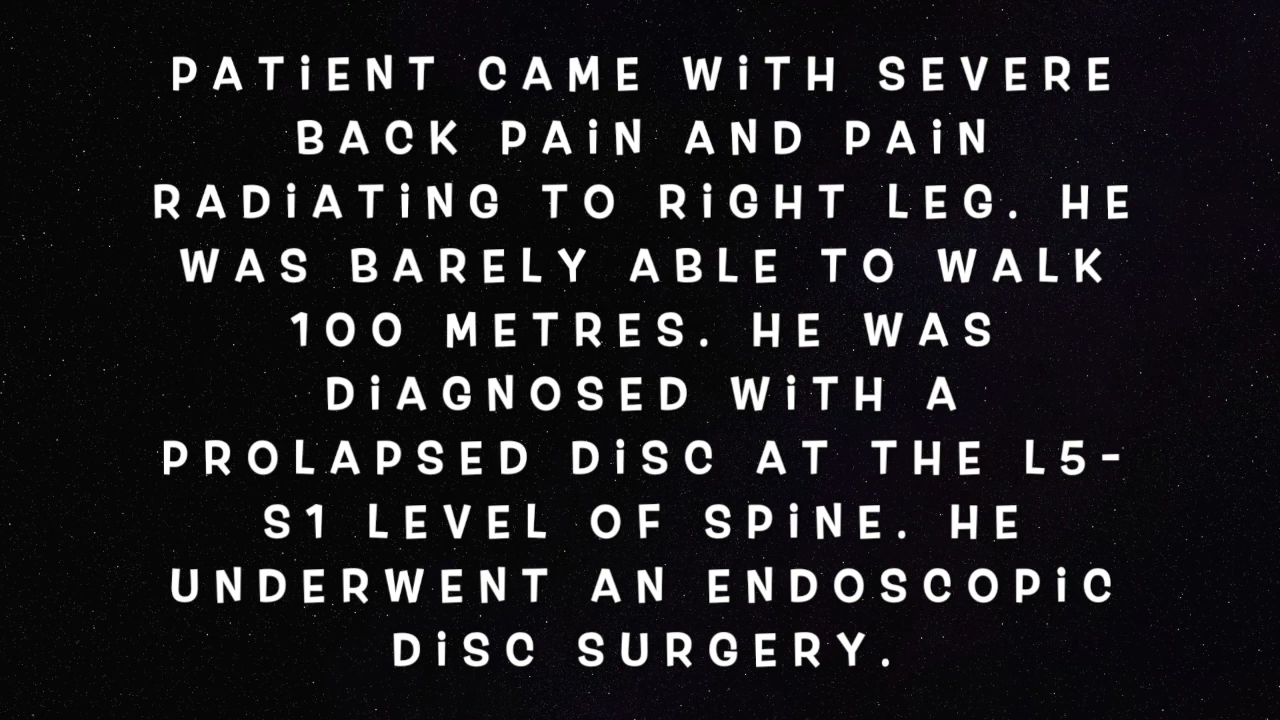 PATiENT CAME WiTH SEVERE
BACK PAiN AND PAiN
RADiATiNG TO RiGHT LEG. HE
WAS BARELY ABLE TO WALK
100 METRES. HE WAS
DiAGNOSED WiTH A
PROLAPSED DiSC AT THE L5-
S1 LEVEL OF SPiNE. HE
UNDERWENT AN ENDOSCOPiC
DiSC SURGERY.